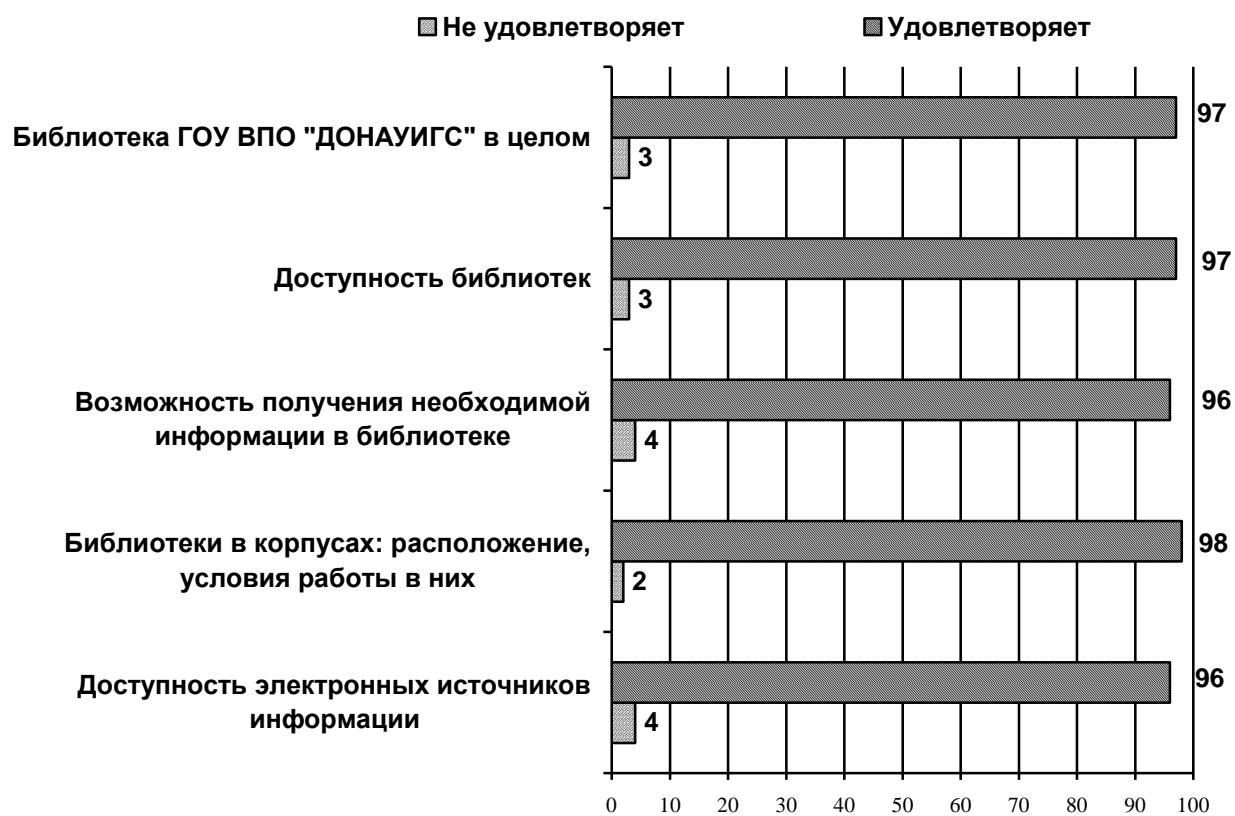 Не удовлетворяет Удовлетворяет
Библиотека ГОУ ВПО "ДОНАУИГС" в целом
97
3
Доступность библиотек
97
3
Возможность получения необходимой
информации в библиотеке
96
4
Библиотеки в корпусах: расположение,
условия работы в них
98
2
Доступность электронных источников
информации
96
4
0 10 20 30 40 50 60 70 80 90 100